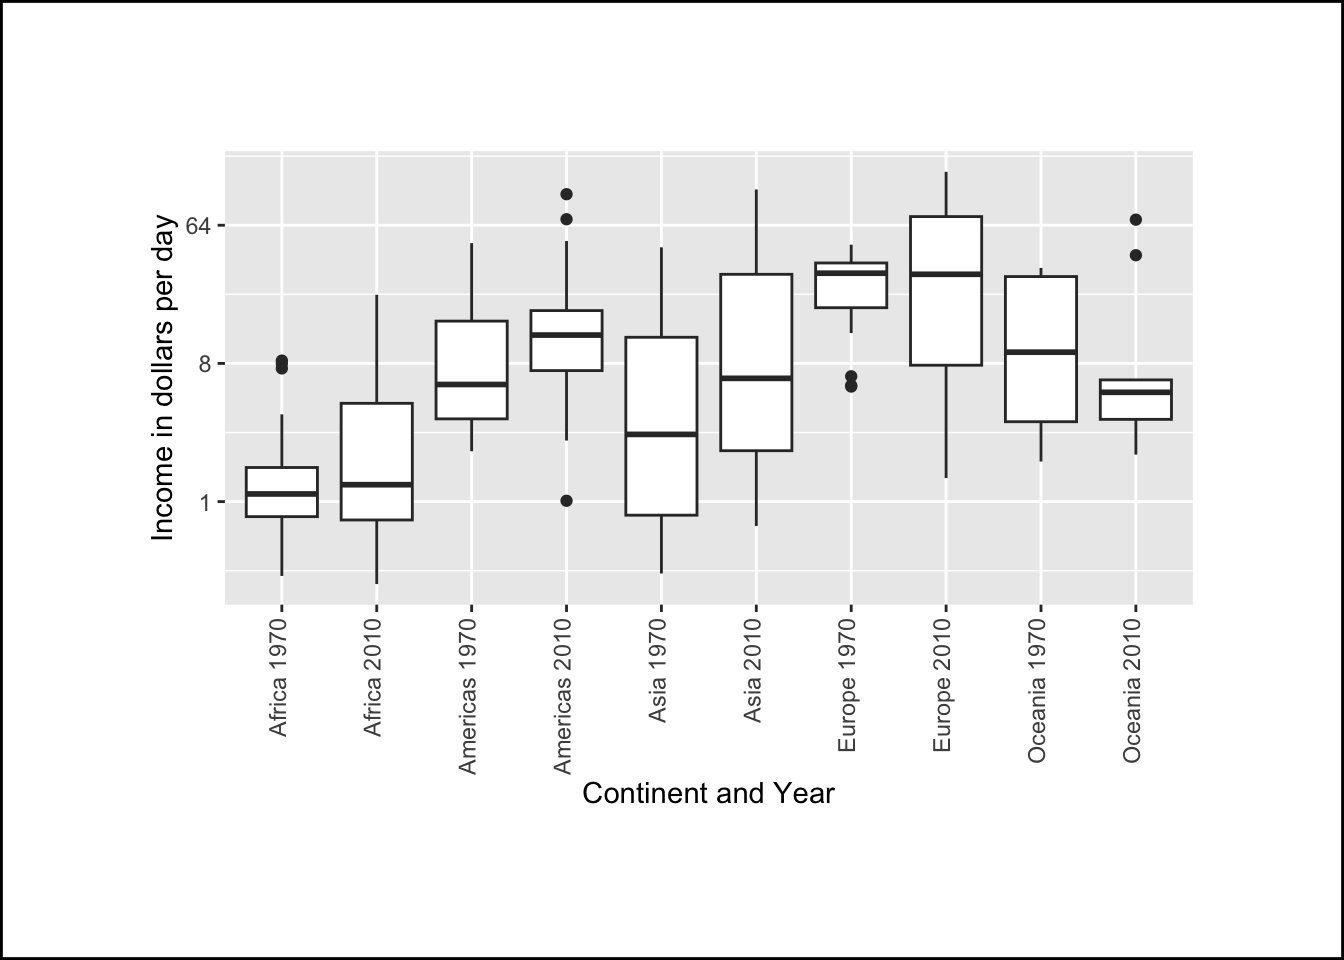 Income in dollars per day
64
8
1
Africa 1970
Africa 2010
Americas 1970
Americas 2010
Asia 1970
Asia 2010
Europe 1970
Europe 2010
Oceania 1970
Oceania 2010
Continent and Year